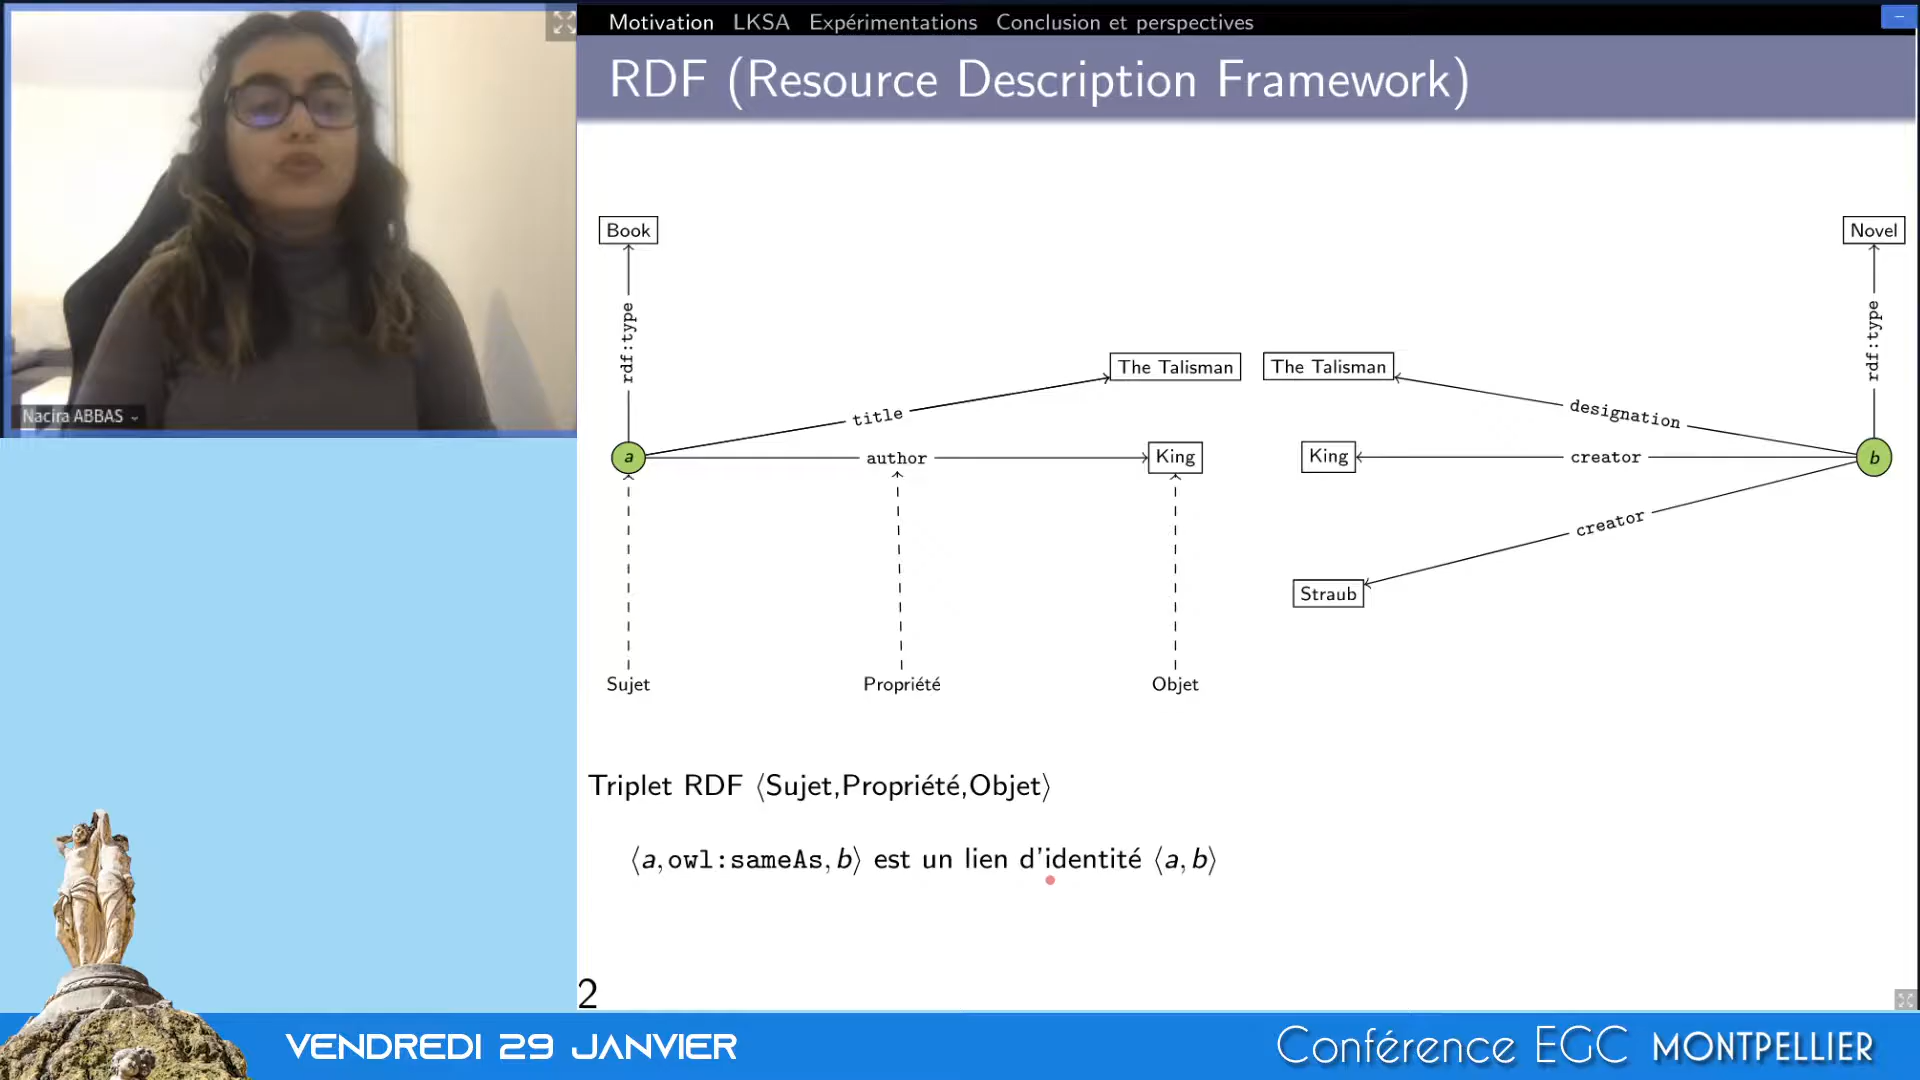 Motivation LKSA Expérimentations Conclusion et perspectives
RDF (Resource Description Framework)
Nacira ABBAS
Book
Novel
rdf:type
rdf:type
The Talisman
The Talisman
title
designation
a
author
King
King
creator
b
creator
Straub
Sujet
Propriété
Objet
Triplet RDF ⟨Sujet,Propriété,Objet⟩
⟨a, owl:sameAs, b⟩ est un lien d'identité ⟨a, b⟩
2
VENDREDI 29 JANVIER
Conférence EGC MONTPELLIER